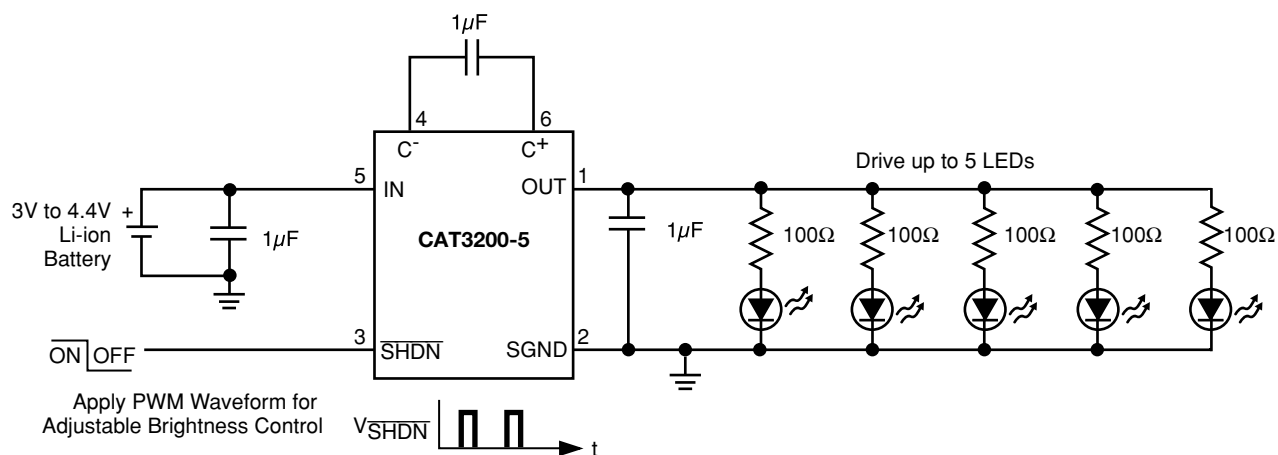 1µF
4
6
C-
C+
5
IN
OUT
1
Drive up to 5 LEDs
3V to 4.4V
Li-ion
Battery
+
1µF
CAT3200-5
1µF
100Ω
100Ω
100Ω
100Ω
100Ω
3
SHDN
SGND
2
ON OFF
Apply PWM Waveform for
Adjustable Brightness Control
VSHDN
t